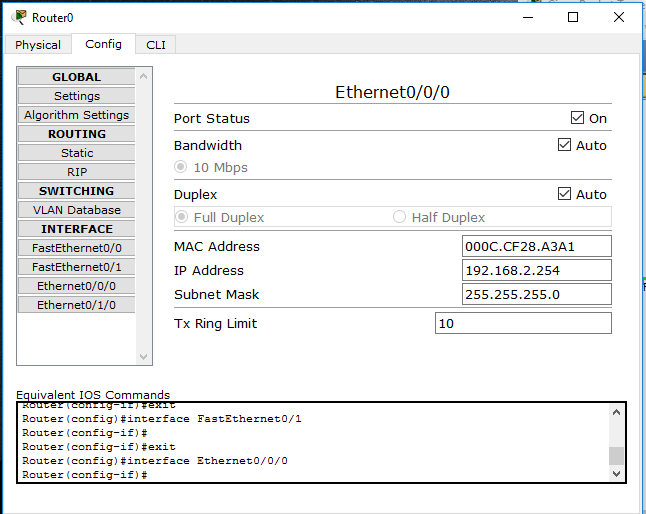 Router0
Physical Config CLI
GLOBAL
Settings
Algorithm Settings
ROUTING
Static
RIP
SWITCHING
VLAN Database
INTERFACE
FastEthernet0/0
FastEthernet0/1
Ethernet0/0/0
Ethernet0/1/0
Ethernet0/0/0
Port Status On
Bandwidth Auto
10 Mbps
Duplex Auto
Full Duplex Half Duplex
MAC Address 000C.CF28.A3A1
IP Address 192.168.2.254
Subnet Mask 255.255.255.0
Tx Ring Limit 10
Equivalent IOS Commands
Router(config-if)#exit
Router(config)#interface FastEthernet0/1
Router(config-if)#
Router(config-if)#exit
Router(config)#interface Ethernet0/0/0
Router(config-if)#